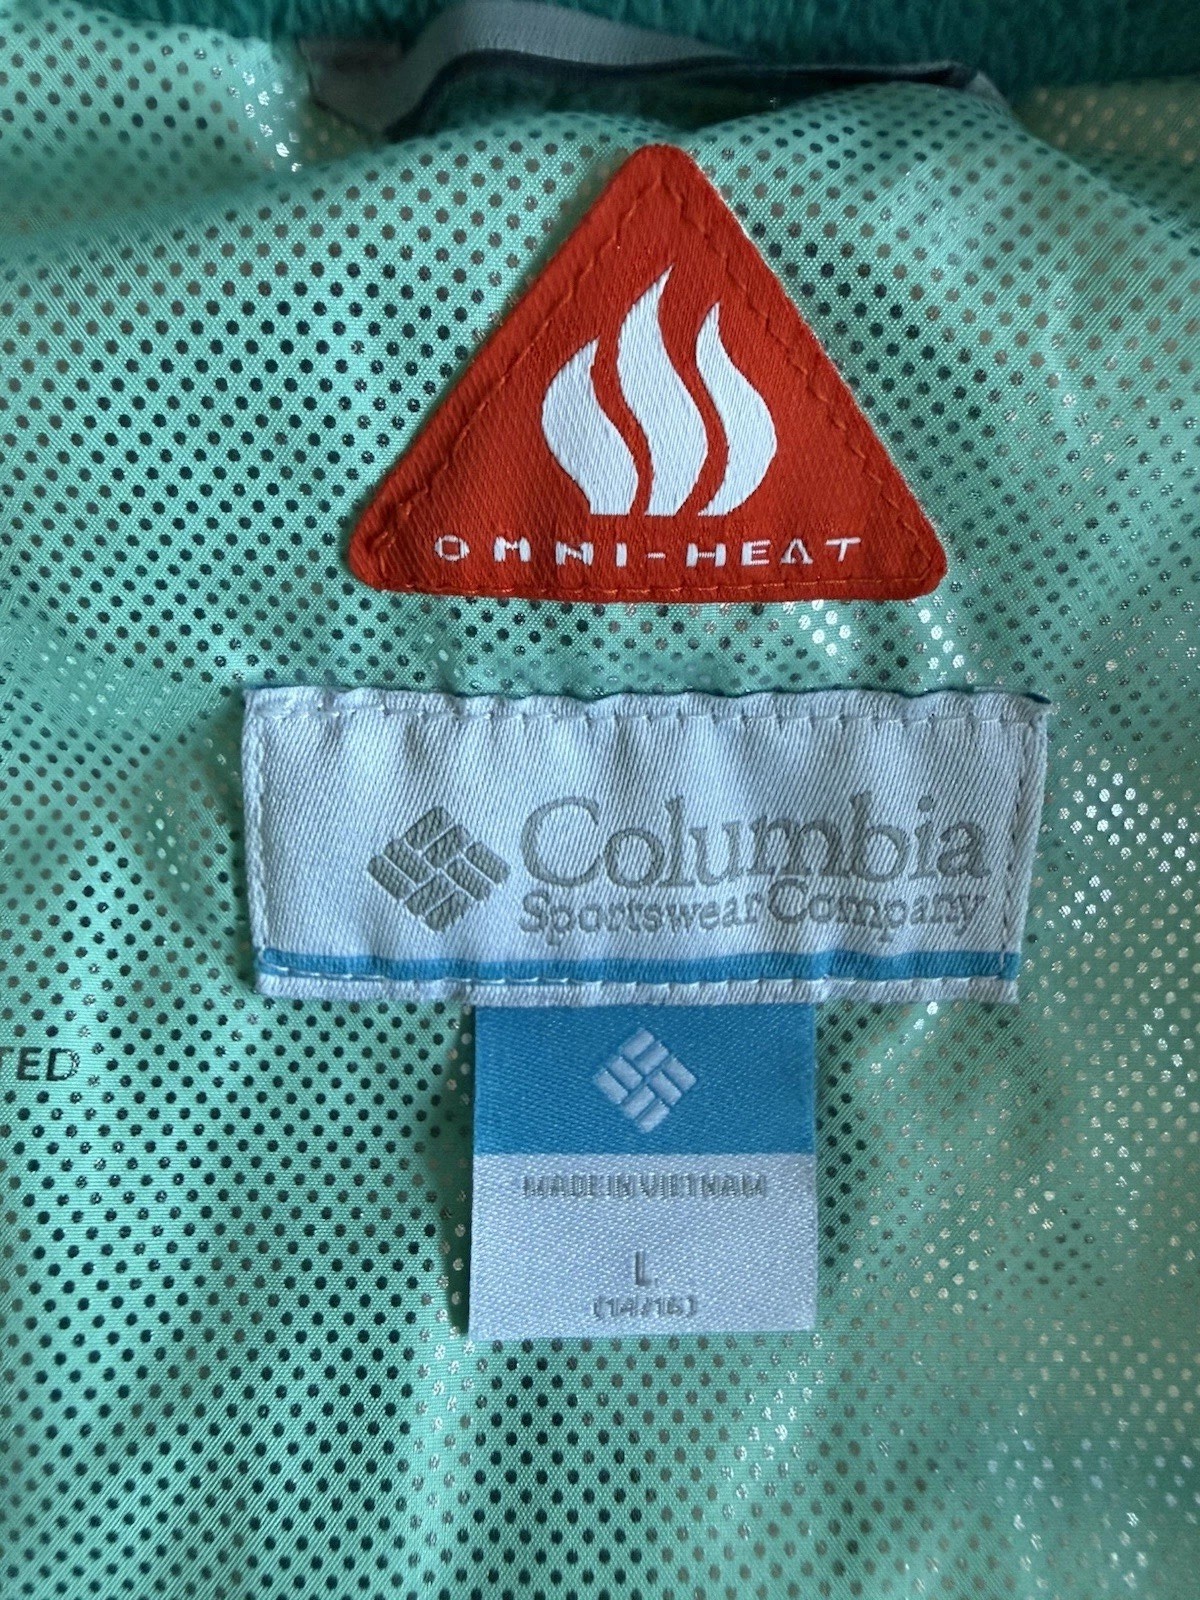 OMNI-HEAT
Columbia
Sportswear Company
TED
MADE IN VIETNAM
L
(14/16)